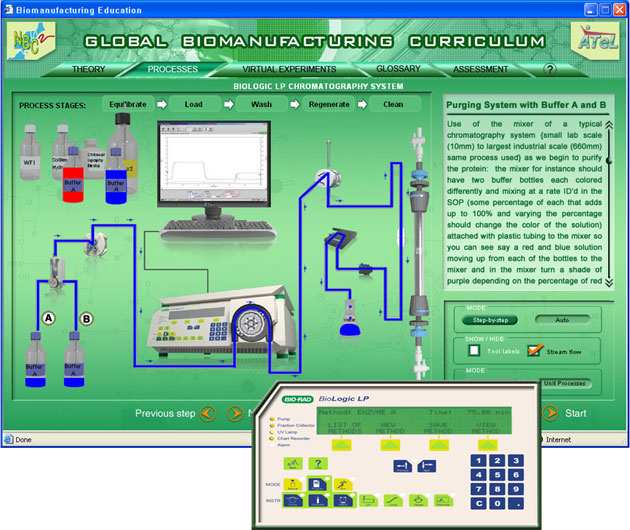 Biomanufacturing Education
NBC2
GLOBAL BIOMANUFACTURING CURRICULUM
ATeL
THEORY
PROCESSES
VIRTUAL EXPERIMENTS
GLOSSARY
ASSESSMENT
?
BIOLOGIC LP CHROMATOGRAPHY SYSTEM
PROCESS STAGES:
Equilibrate
Load
Wash
Regenerate
Clean
WFI
Buffer A
Buffer A
A
B
Buffer A
Buffer A
Purging System with Buffer A and B
Use of the mixer of a typical
chromatography system (small lab scale
(10mm) to largest industrial scale (660mm)
same process used) as we begin to purify
the protein: the mixer for instance should
have two buffer bottles each colored
differently and mixing at a rate ID'd in the
SOP (some percentage of each that adds
up to 100% and varying the percentage
should change the color of the solution)
attached with plastic tubing to the mixer so
you can see say a red and blue solution
moving up from each of the bottles to the
mixer and in the mixer turn a shade of
purple depending on the percentage of red
MODE
Step-by-step
Auto
SHOW / HIDE
Tool labels
Stream flow
MODE
Unit Processes
Previous step
Start
Done
Internet
BIO-RAD
BioLogic LP
Pump
Fraction Collector
UV Lamp
Chart Recorder
Alarm
Method: ENZYME A
Time: 75.00 min
LIST OF METHODS
NEW METHOD
SAVE METHOD
VIEW METHOD
?
MODE
INSTR
1 2 3
4 5 6
7 8 9
C 0 .